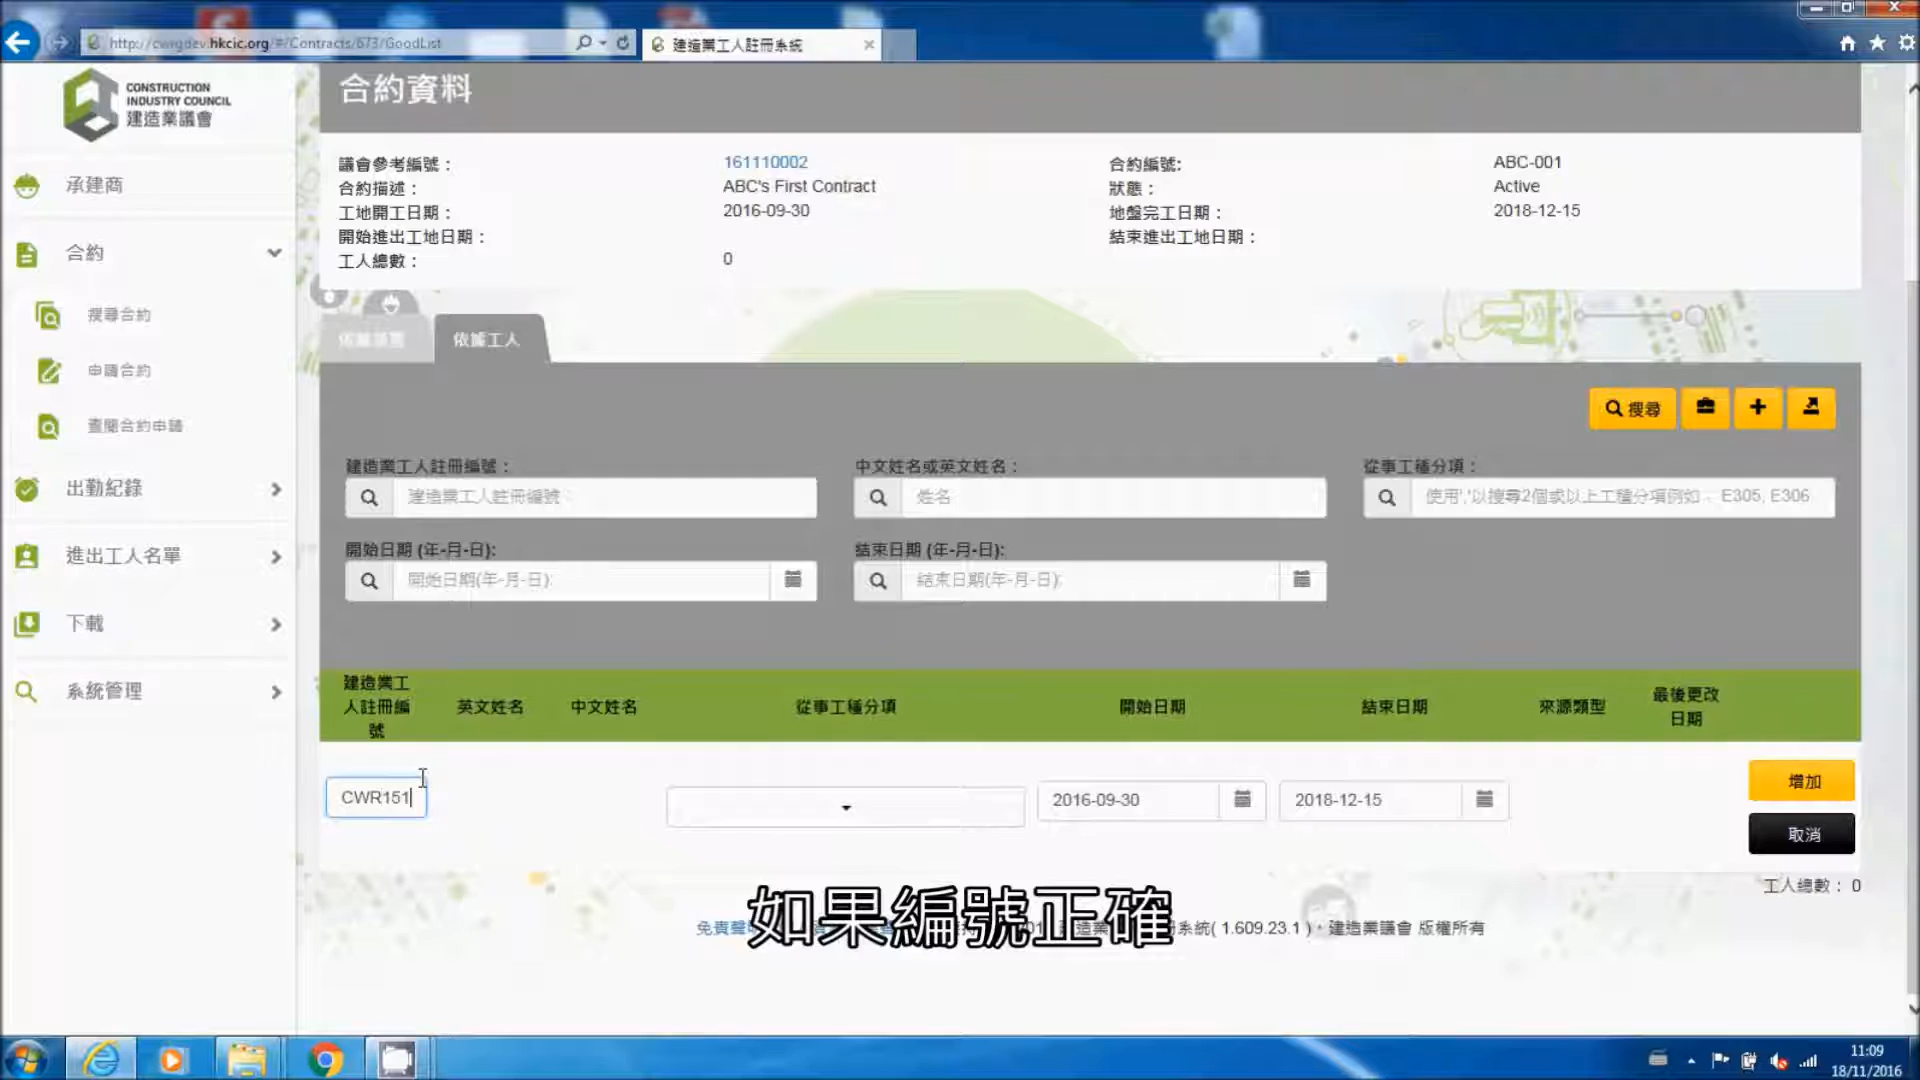 http://cwrgdev.hkcic.org/#/Contracts/673/GoodList
建造業工人註冊系統
CONSTRUCTION
INDUSTRY COUNCIL
建造業議會
承建商
合約
搜尋合約
申請合約
查閱合約申請
出勤紀錄
進出工人名單
下載
系統管理
合約資料
議會參考編號：
161110002
合約編號:
ABC-001
合約描述：
ABC's First Contract
狀態：
Active
工地開工日期：
2016-09-30
地盤完工日期：
2018-12-15
開始進出工地日期：
結束進出工地日期：
工人總數：
0
依據工人
搜尋
建造業工人註冊編號：
中文姓名或英文姓名：
從事工種分項：
建造業工人註冊編號
姓名
使用','以搜尋2個或以上工種分項例如： E305, E306
開始日期 (年-月-日):
結束日期 (年-月-日):
開始日期(年-月-日)
結束日期(年-月-日)
建造業工
人註冊編
號
英文姓名
中文姓名
從事工種分項
開始日期
結束日期
來源類型
最後更改
日期
CWR151
2016-09-30
2018-12-15
增加
取消
工人總數： 0
如果編號正確
免責聲
系統( 1.609.23.1 )，建造業議會 版權所有
11:09
18/11/2016